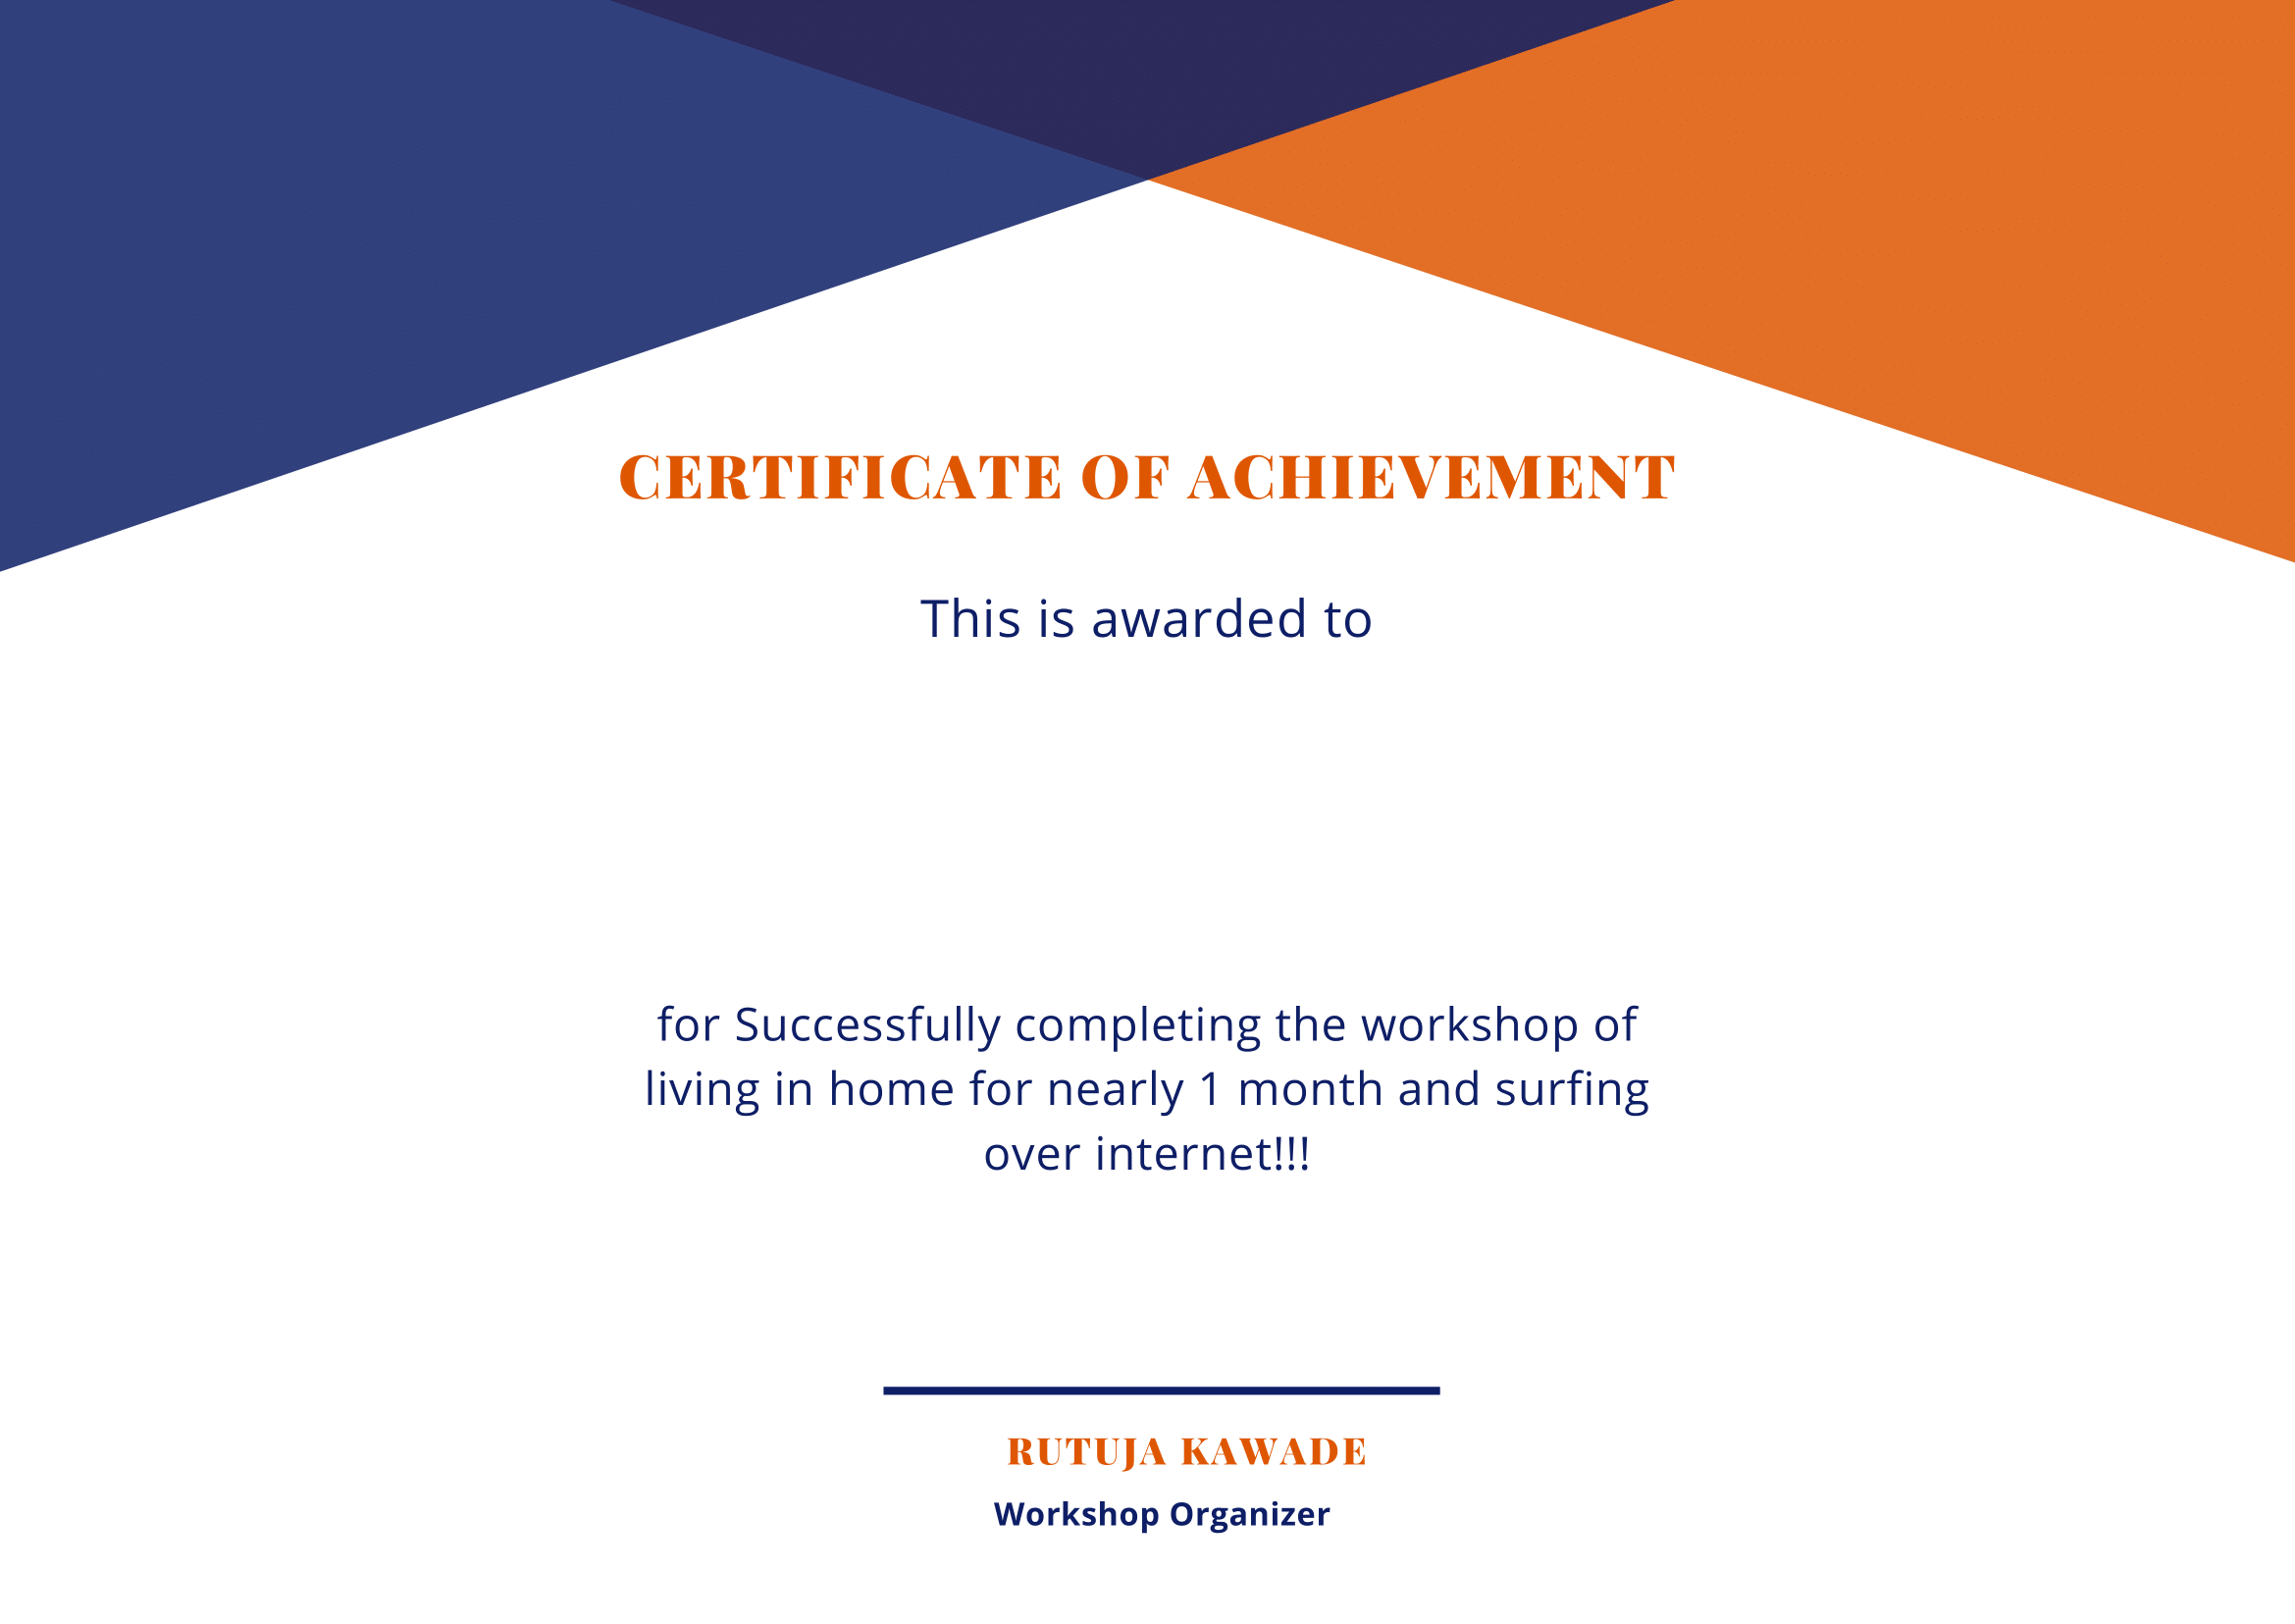 CERTIFICATE OF ACHIEVEMENT
This is awarded to
for Successfully completing the workshop of
living in home for nearly 1 month and surfing
over internet!!!
RUTUJA KAWADE
Workshop Organizer